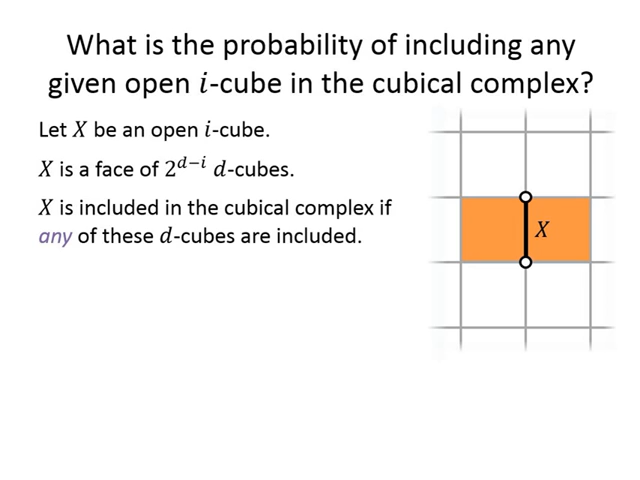 What is the probability of including any
given open 𝑖-cube in the cubical complex?
Let 𝑋 be an open 𝑖-cube.
𝑋 is a face of 2^{𝑑−𝑖} 𝑑-cubes.
𝑋 is included in the cubical complex if
any of these 𝑑-cubes are included.
𝑋